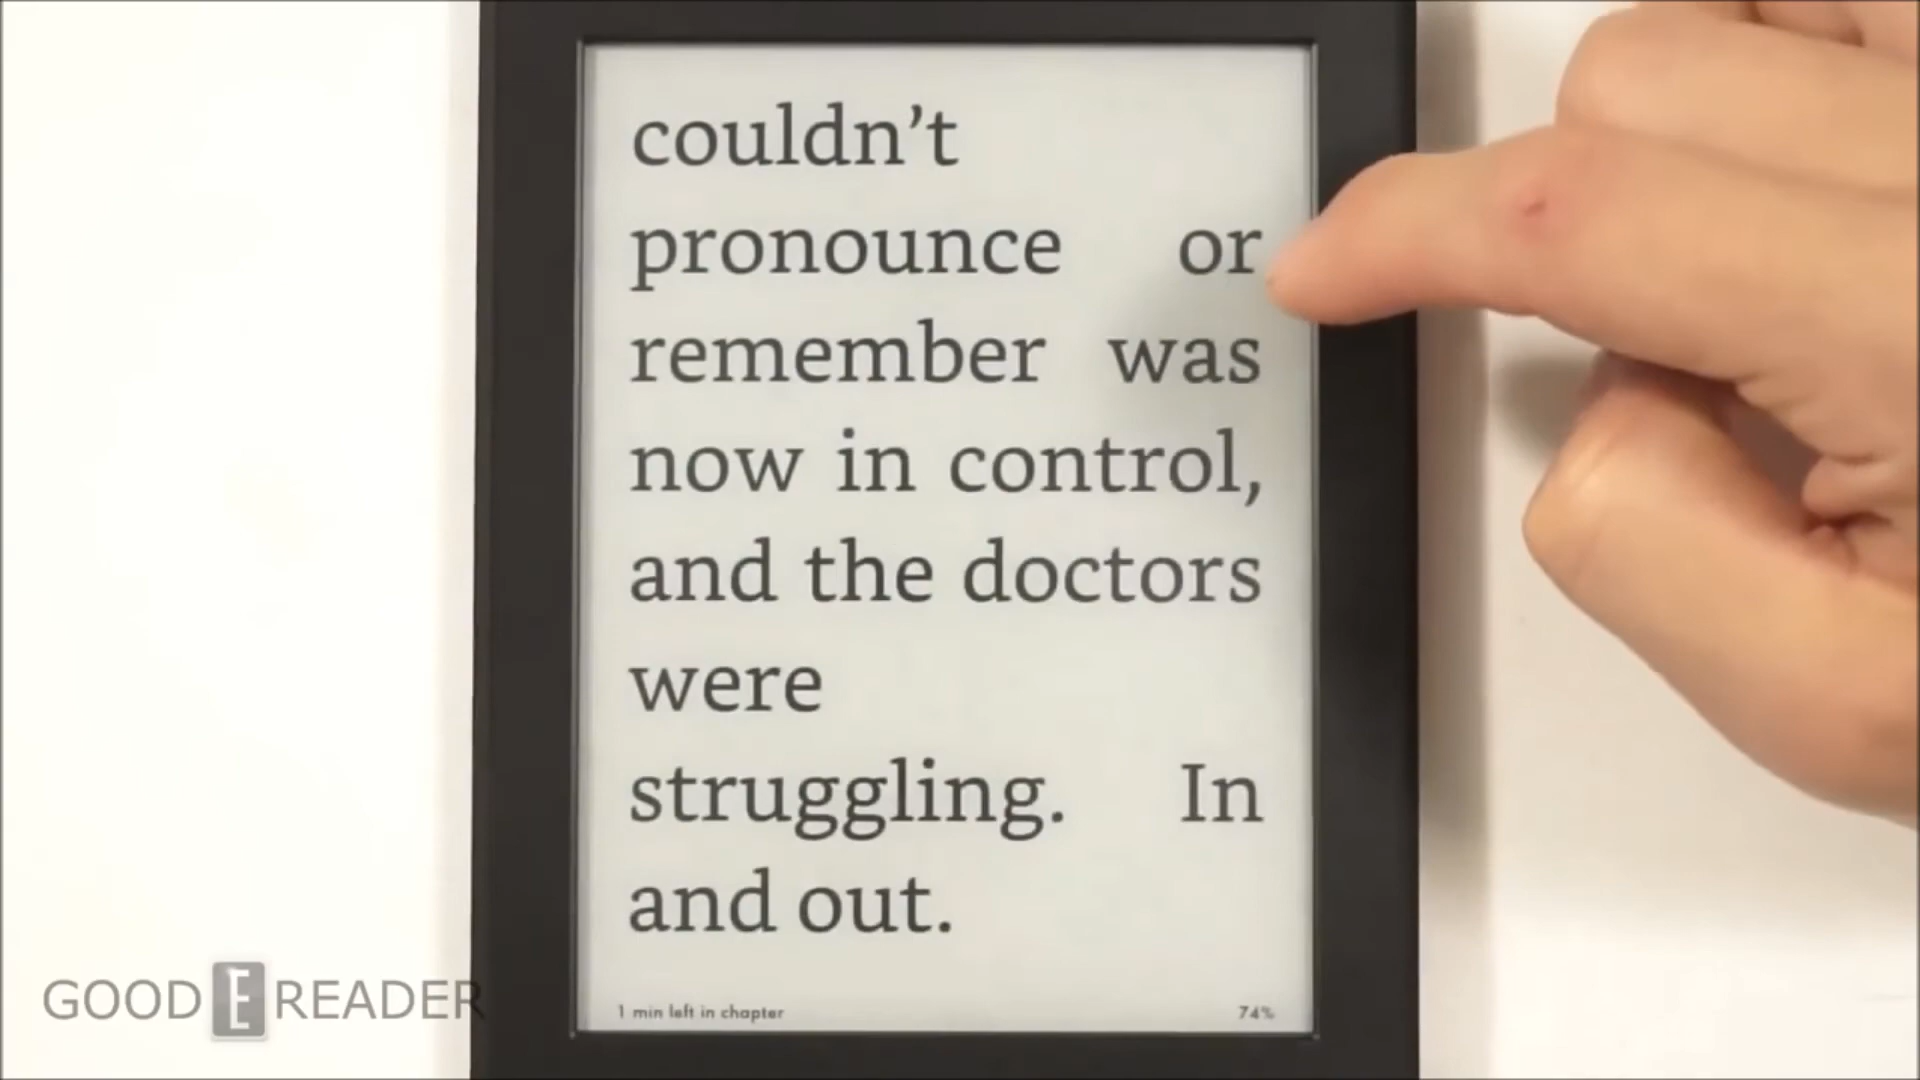 couldn’t
pronounce or
remember was
now in control,
and the doctors
were
struggling. In
and out.
1 min left in chapter 74%
GOOD E READER